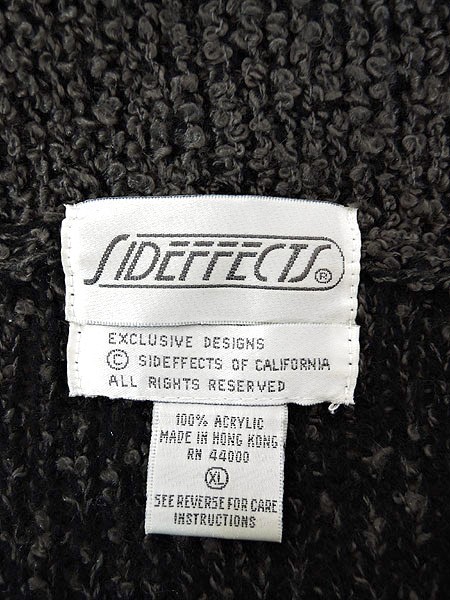 SIDEFFECTS®
EXCLUSIVE DESIGNS
© SIDEFFECTS OF CALIFORNIA
ALL RIGHTS RESERVED
100% ACRYLIC
MADE IN HONG KONG
RN 44000
XL
SEE REVERSE FOR CARE
INSTRUCTIONS